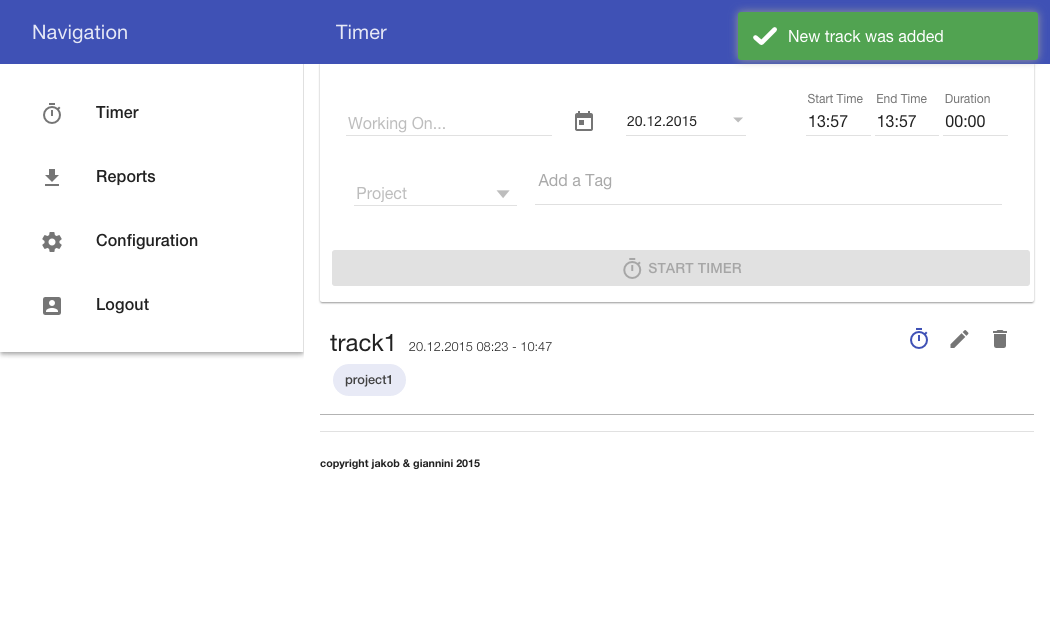 Navigation
Timer
New track was added
Timer
Reports
Configuration
Logout
Start Time End Time Duration
Working On... 20.12.2015 13:57 13:57 00:00
Project Add a Tag
START TIMER
track1 20.12.2015 08:23 - 10:47
project1
copyright jakob & giannini 2015